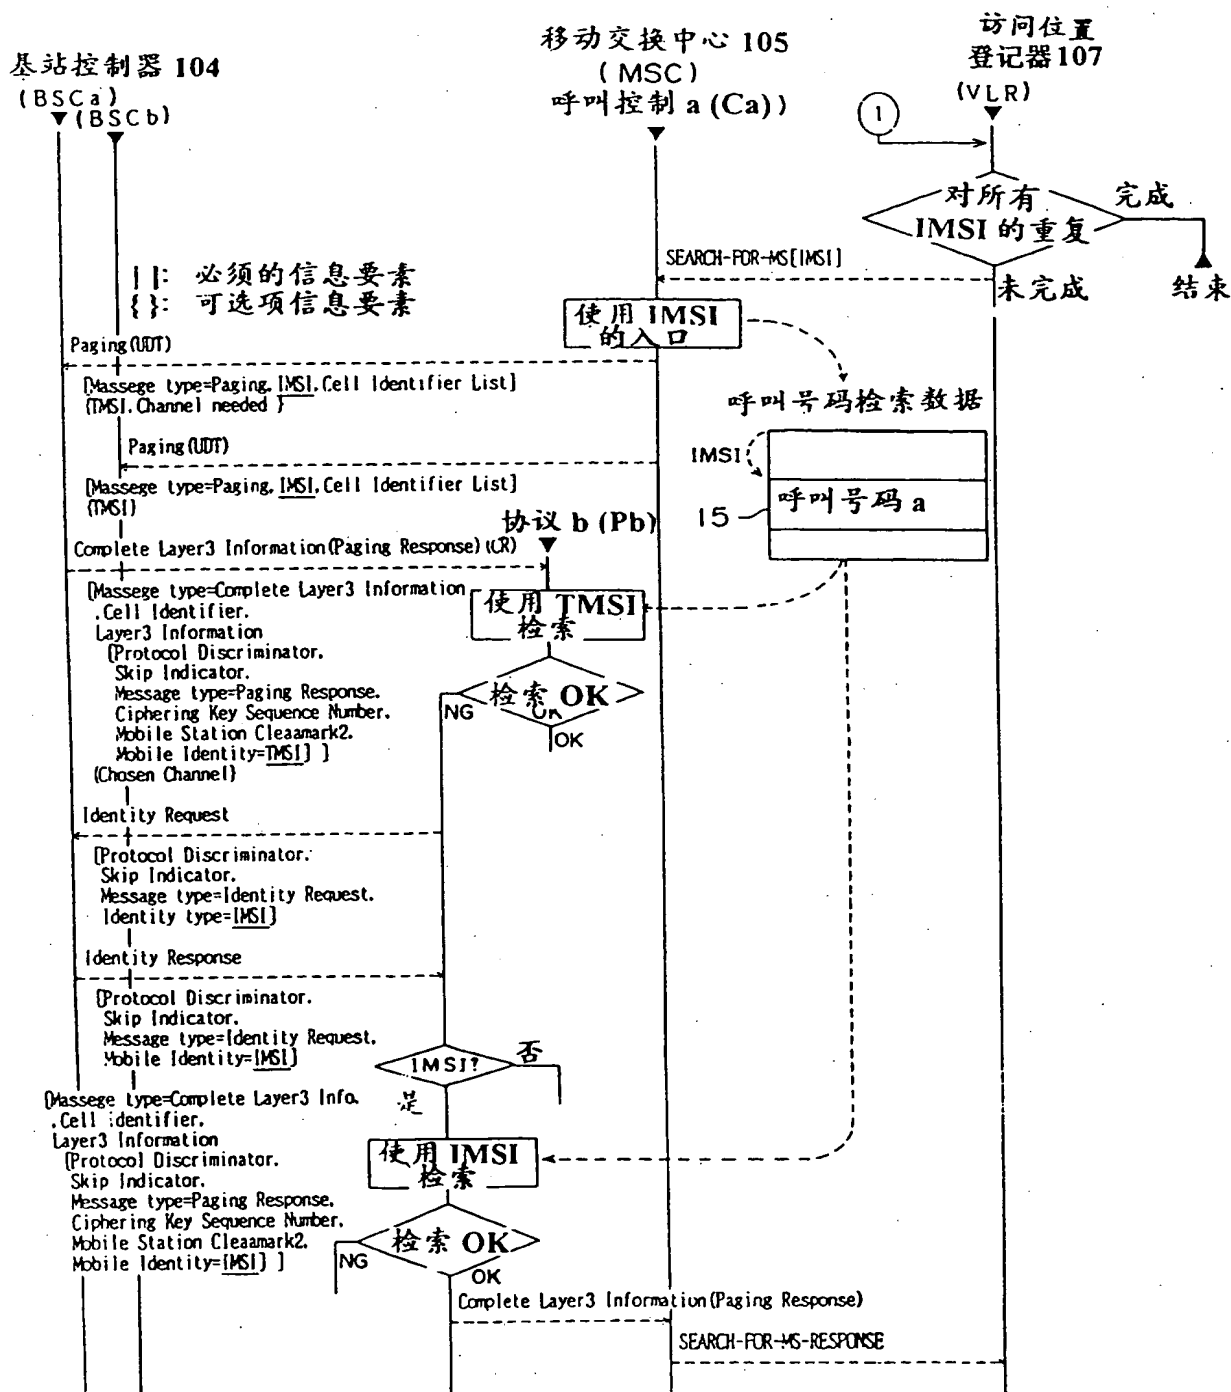 基站控制器 104
(BSCa)
(BSCb)
移动交换中心 105
(MSC)
呼叫控制 a (Ca))
访问位置
登记器107
(VLR)
1
对所有
IMSI 的重复
完成
未完成
结束
SEARCH-FOR-MS[IMSI]
[ ]: 必须的信息要素
{ }: 可选项信息要素
使用 IMSI
的入口
Paging(UDT)
[Massege type=Paging, IMSI, Cell Identifier List]
{TMSI, Channel needed }
呼叫号码检索数据
IMSI
呼叫号码 a
15
Paging(UDT)
[Massege type=Paging, IMSI, Cell Identifier List]
{TMSI}
协议 b (Pb)
Complete Layer3 Information(Paging Response) (CR)
[Massege type=Complete Layer3 Information
.Cell Identifier.
Layer3 Information
[Protocol Discriminator.
Skip Indicator.
Message type=Paging Response.
Ciphering Key Sequence Number.
Mobile Station Cleaamark2.
Mobile Identity=TMSI] ]
{Chosen Channel}
使用 TMSI
检索
检索 OK
OK
NG
OK
Identity Request
[Protocol Discriminator.
Skip Indicator.
Message type=Identity Request.
Identity type=IMSI]
Identity Response
[Protocol Discriminator.
Skip Indicator.
Message type=Identity Request.
Mobile Identity=IMSI]
IMSI?
否
是
[Massege type=Complete Layer3 Info.
.Cell identifier.
Layer3 Information
[Protocol Discriminator.
Skip Indicator.
Message type=Paging Response.
Ciphering Key Sequence Number.
Mobile Station Cleaamark2.
Mobile Identity=IMSI] ]
使用 IMSI
检索
检索 OK
NG
OK
Complete Layer3 Information(Paging Response)
SEARCH-FOR-MS-RESPONSE